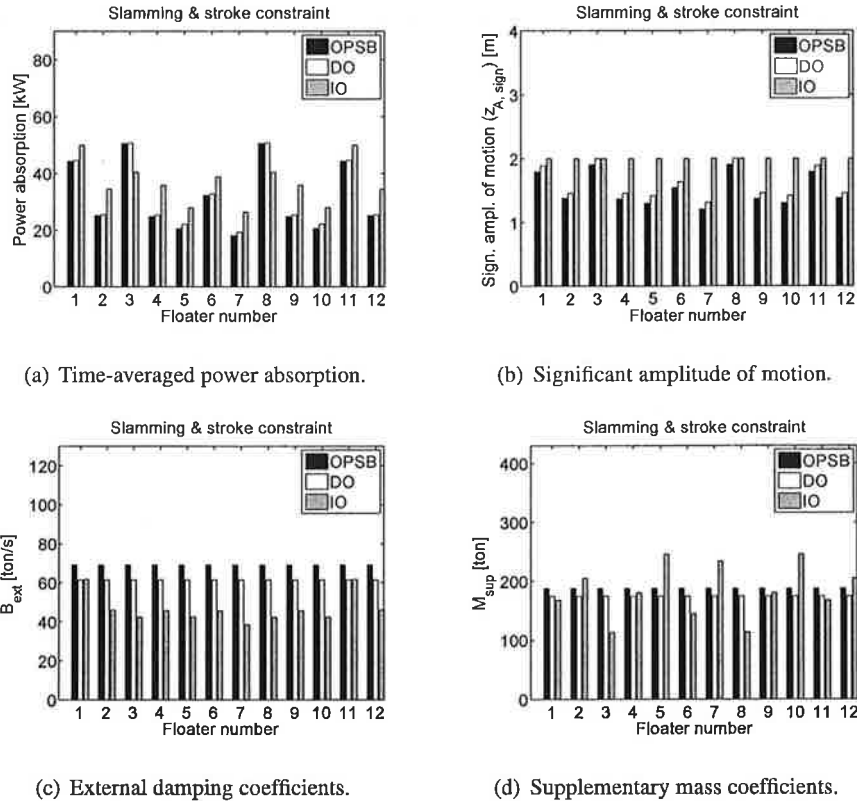 Slamming & stroke constraint
Power absorption [kW]
80
60
40
20
0
OPSB
DO
IO
1 2 3 4 5 6 7 8 9 10 11 12
Floater number
(a) Time-averaged power absorption.
Slamming & stroke constraint
Sign. ampl. of motion (z_A, sign) [m]
4
3
2
1
0
OPSB
DO
IO
1 2 3 4 5 6 7 8 9 10 11 12
Floater number
(b) Significant amplitude of motion.
Slamming & stroke constraint
B_ext [ton/s]
120
100
80
60
40
20
0
OPSB
DO
IO
1 2 3 4 5 6 7 8 9 10 11 12
Floater number
(c) External damping coefficients.
Slamming & stroke constraint
M_sup [ton]
400
300
200
100
0
OPSB
DO
IO
1 2 3 4 5 6 7 8 9 10 11 12
Floater number
(d) Supplementary mass coefficients.